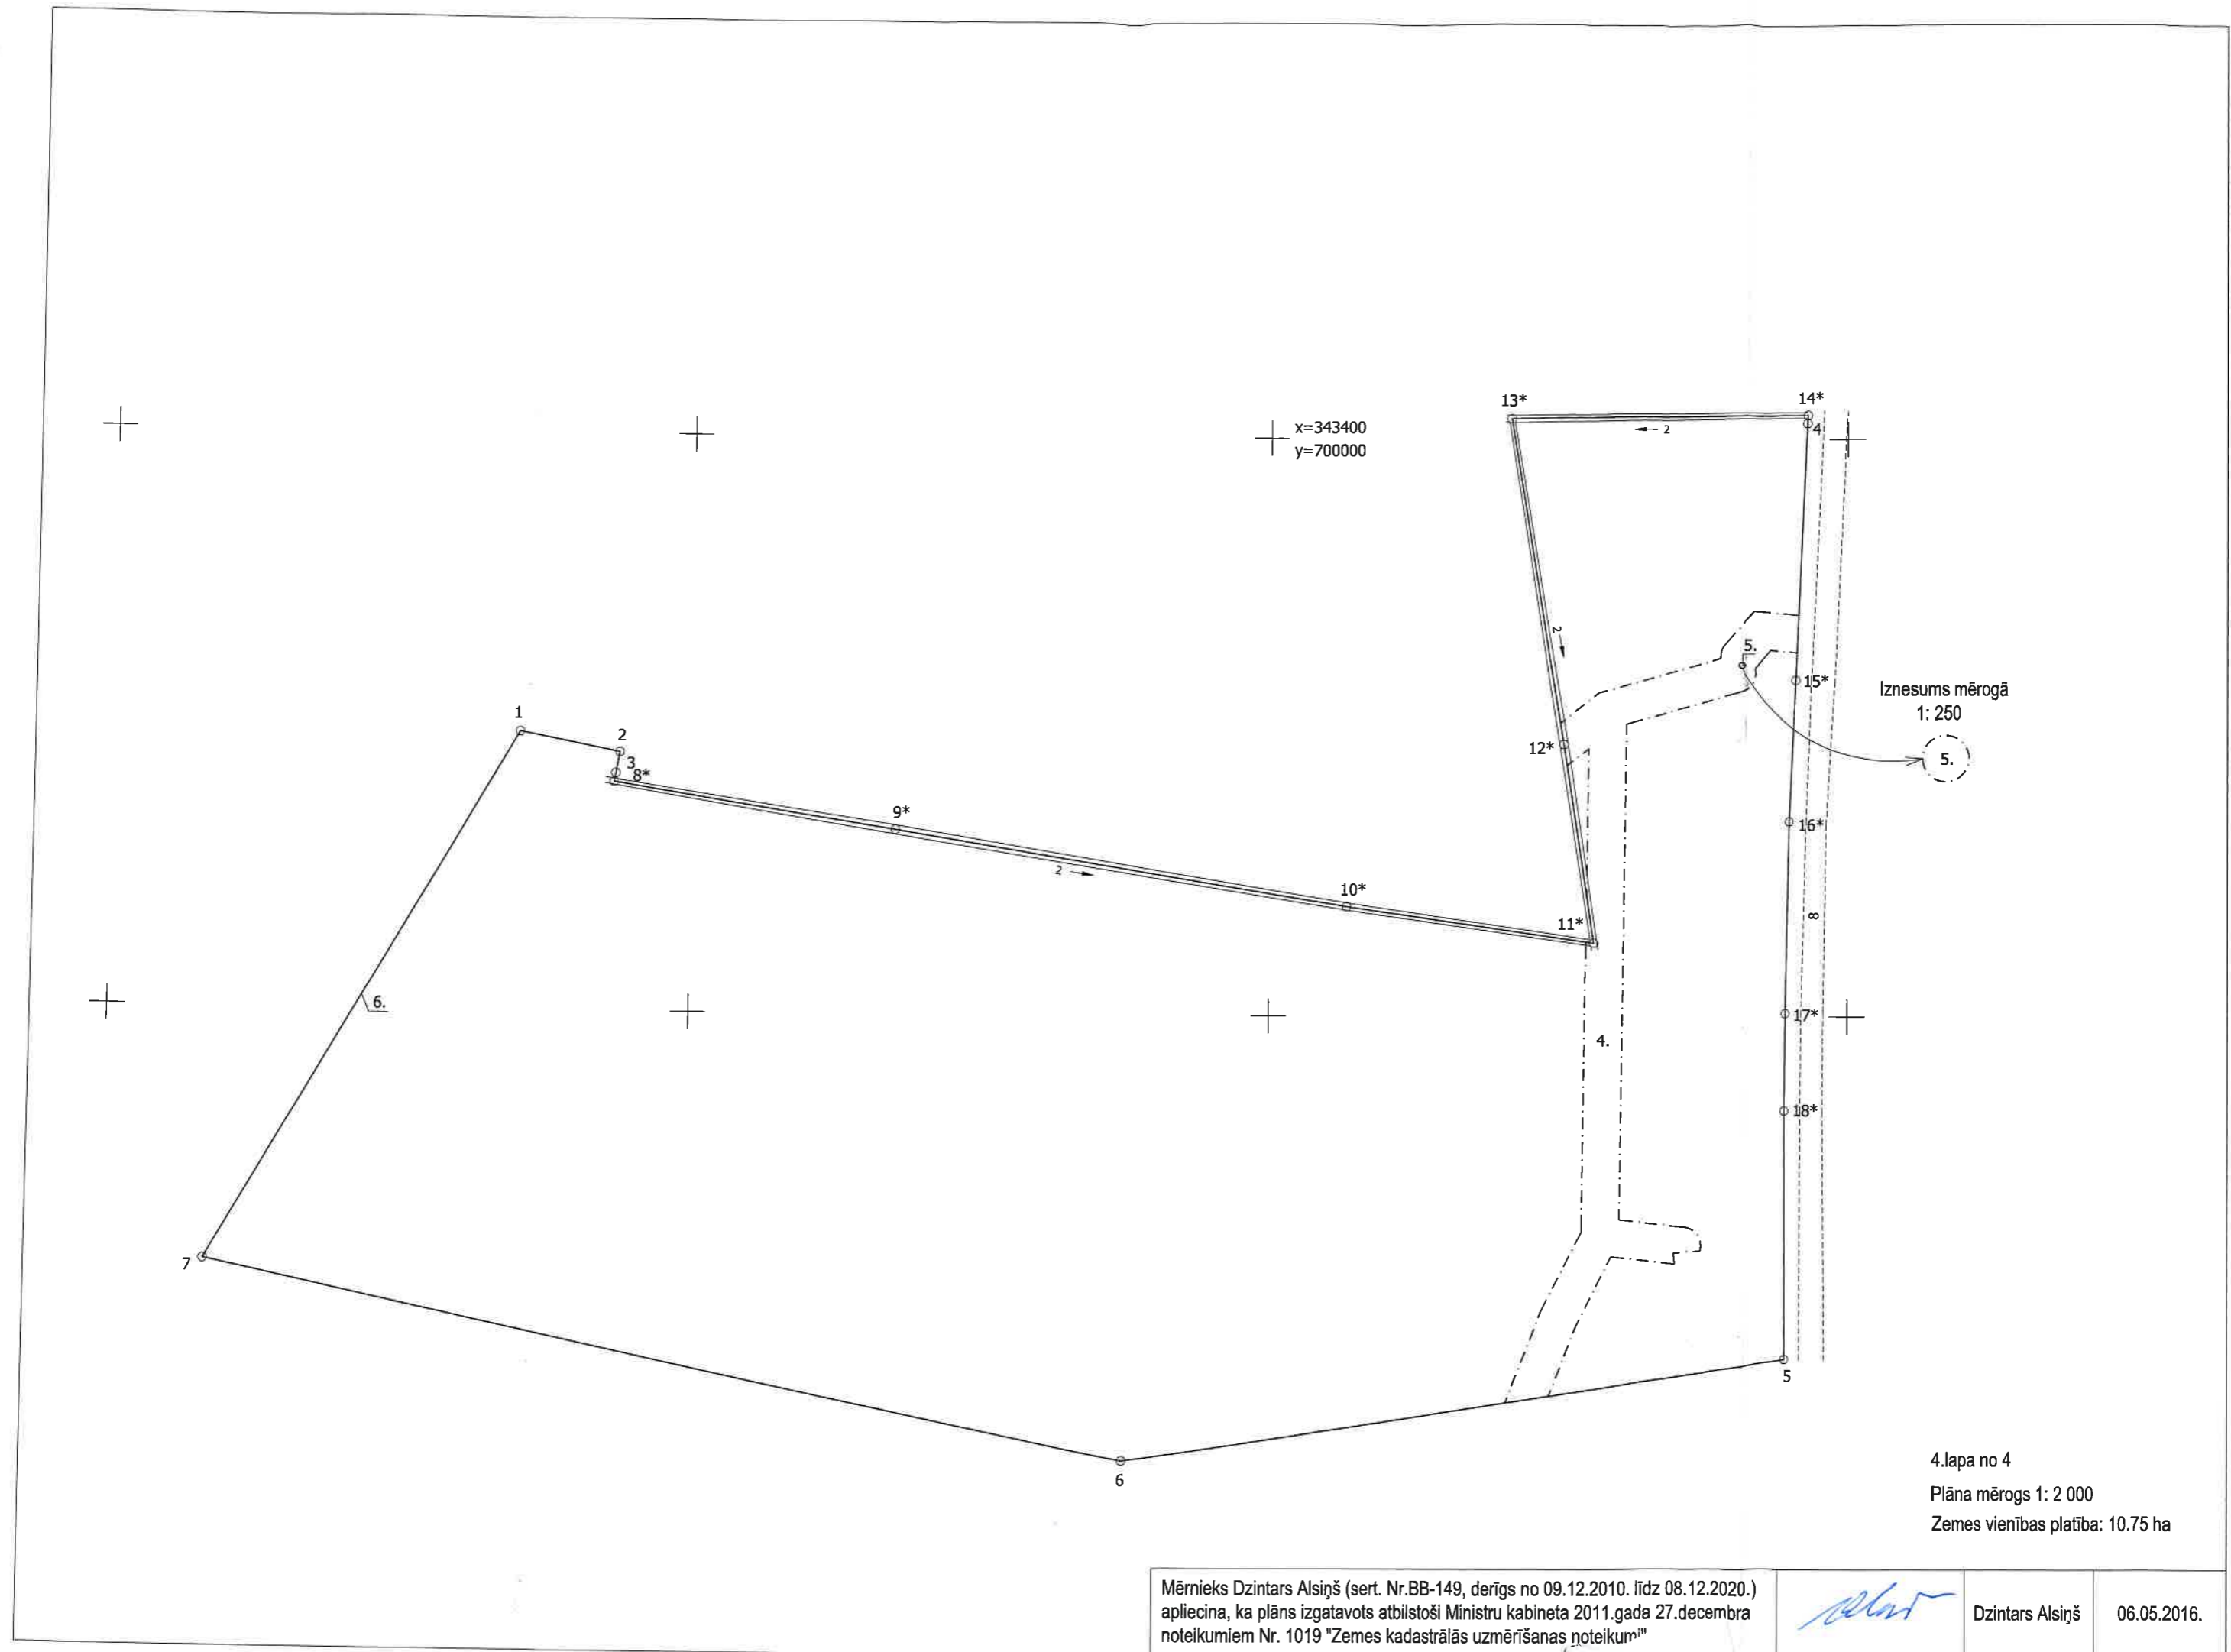 13*
14*
x=343400
y=700000
2
4
2
5.
15*
Iznesums mērogā
1: 250
1
2
12*
3
5.
8*
9*
16*
2
10*
8
11*
6.
17*
4.
18*
7
5
6
4.lapa no 4
Plāna mērogs 1: 2 000
Zemes vienības platība: 10.75 ha
Mērnieks Dzintars Alsiņš (sert. Nr.BB-149, derīgs no 09.12.2010. līdz 08.12.2020.)
apliecina, ka plāns izgatavots atbilstoši Ministru kabineta 2011.gada 27.decembra
noteikumiem Nr. 1019 "Zemes kadastrālās uzmērīšanas noteikumi"
Dzintars Alsiņš
06.05.2016.